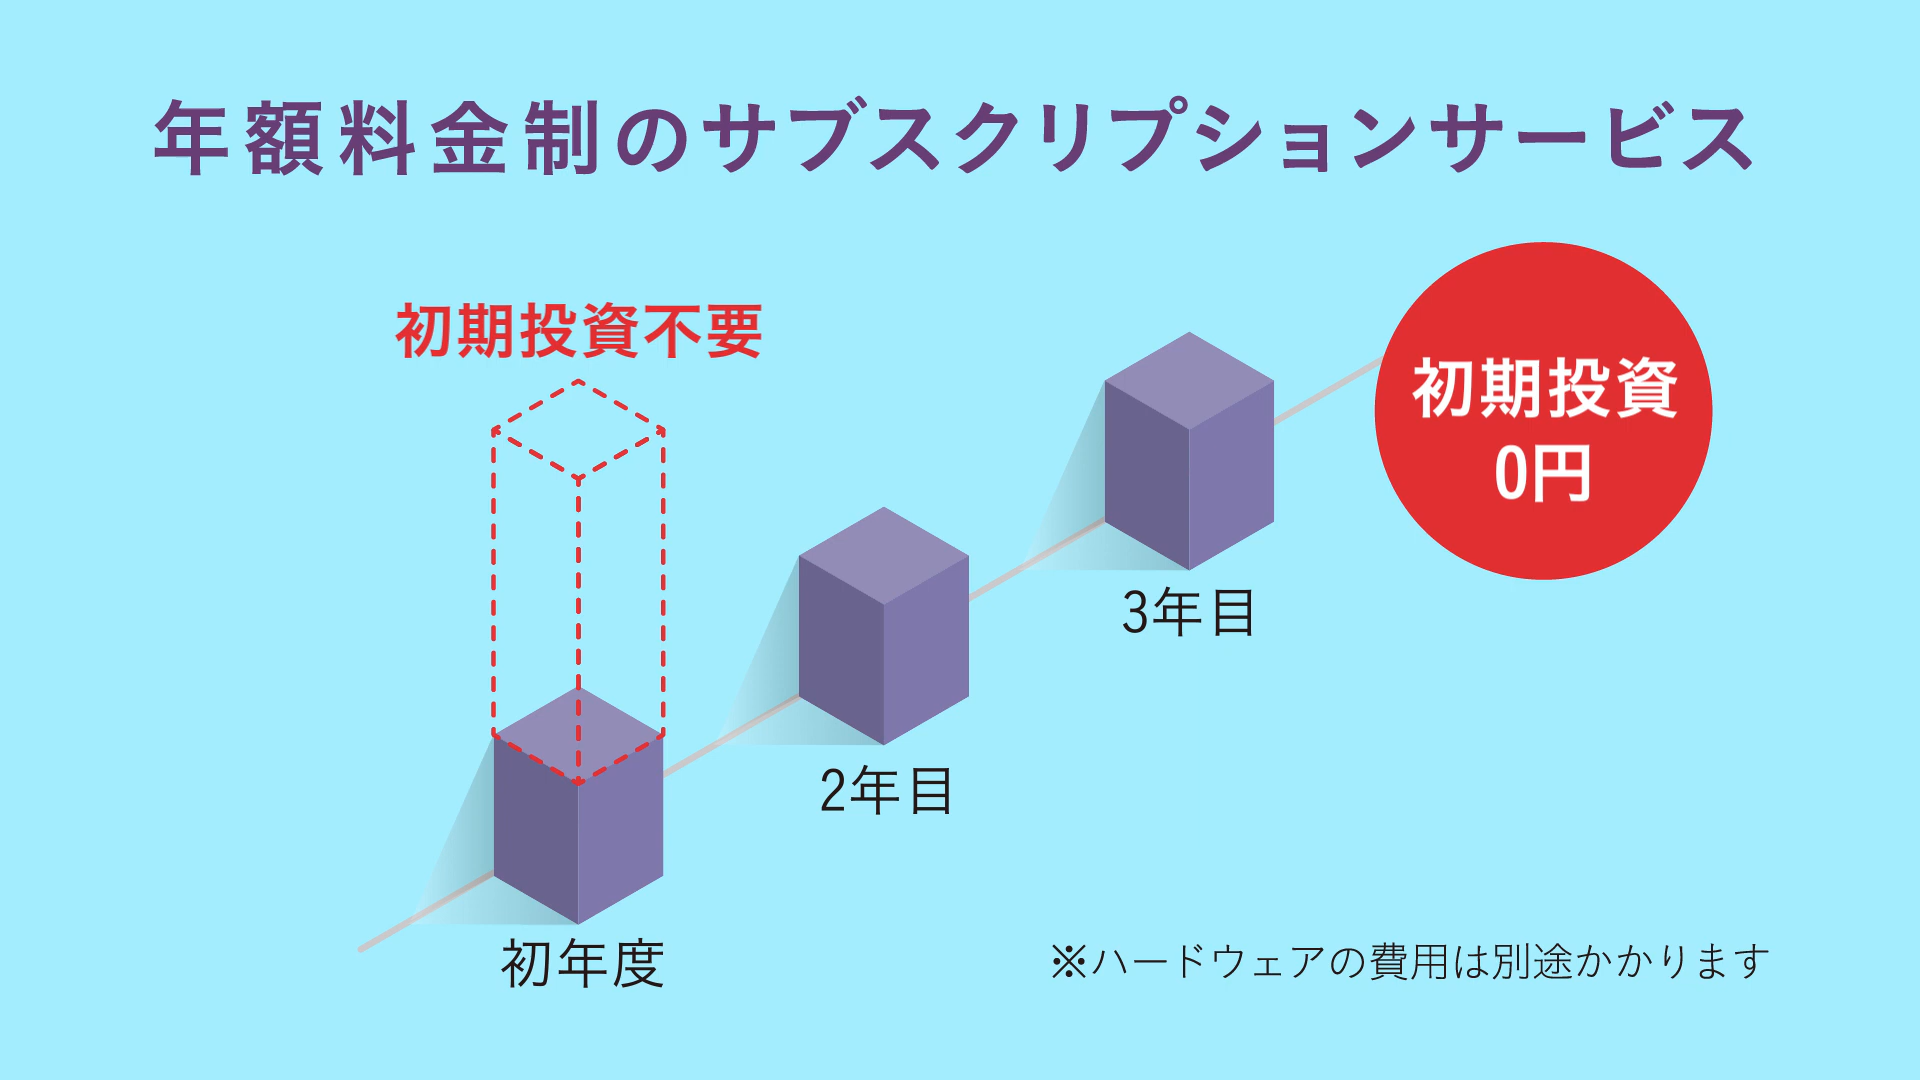 年額料金制のサブスクリプションサービス
初期投資不要
初期投資
0円
3年目
2年目
初年度
※ハードウェアの費用は別途かかります